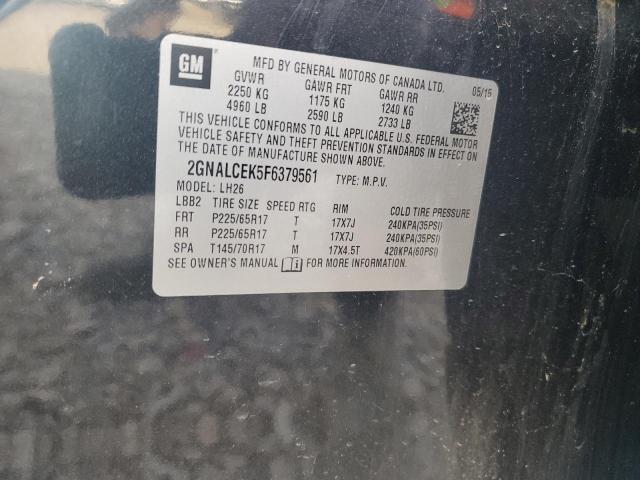 GM
MFD BY GENERAL MOTORS OF CANADA LTD.
GVWR GAWR FRT GAWR RR 05/15
2250 KG 1175 KG 1240 KG
4960 LB 2590 LB 2733 LB
THIS VEHICLE CONFORMS TO ALL APPLICABLE U.S. FEDERAL MOTOR
VEHICLE SAFETY AND THEFT PREVENTION STANDARDS IN EFFECT ON
THE DATE OF MANUFACTURE SHOWN ABOVE.
2GNALCEK5F6379561 TYPE: M.P.V.
MODEL: LH26
LBB2 TIRE SIZE SPEED RTG RIM COLD TIRE PRESSURE
FRT P225/65R17 T 17X7J 240KPA(35PSI)
RR P225/65R17 T 17X7J 240KPA(35PSI)
SPA T145/70R17 M 17X4.5T 420KPA(60PSI)
SEE OWNER'S MANUAL FOR MORE INFORMATION.